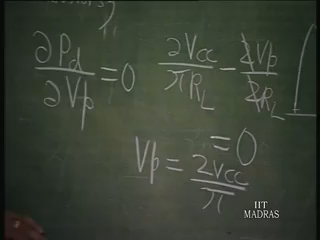 ∂Pd/∂Vp = 0   2Vcc/πRL − 2Vp/2RL
= 0
Vp = 2Vcc/π
IIT
MADRAS